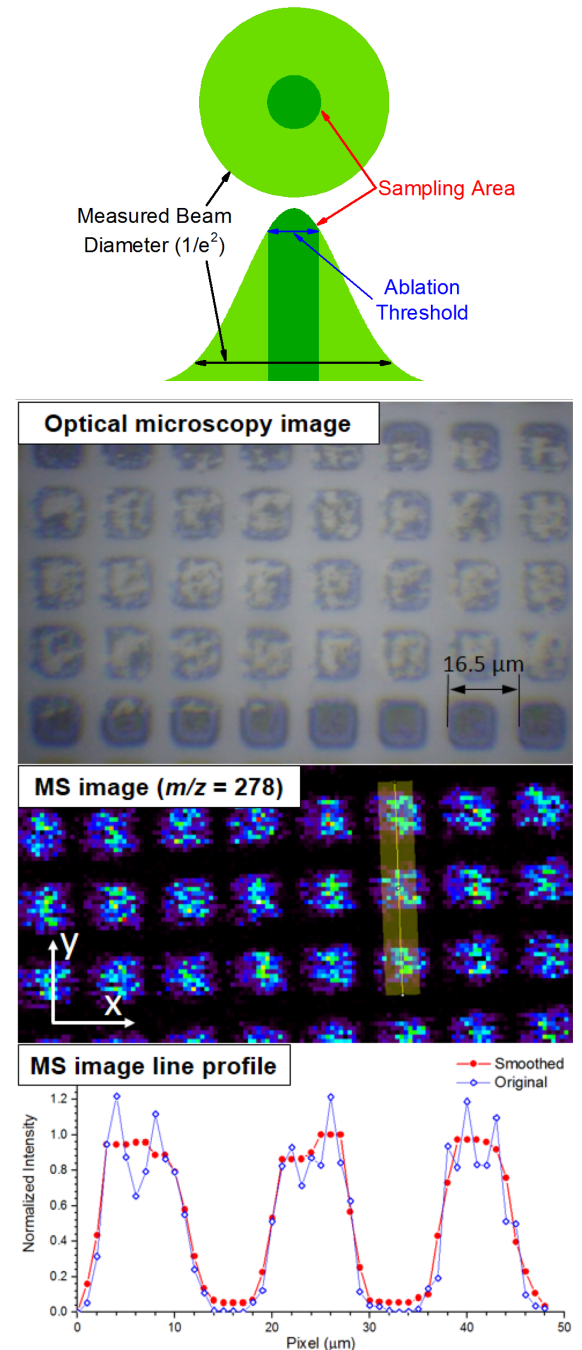 Measured Beam
Diameter (1/e²)
Sampling Area
Ablation
Threshold
Optical microscopy image
16.5 µm
MS image (m/z = 278)
y
x
MS image line profile
Smoothed
Original
Normalized Intensity
1.2
1.0
0.8
0.6
0.4
0.2
0.0
0 10 20 30 40 50
Pixel (µm)